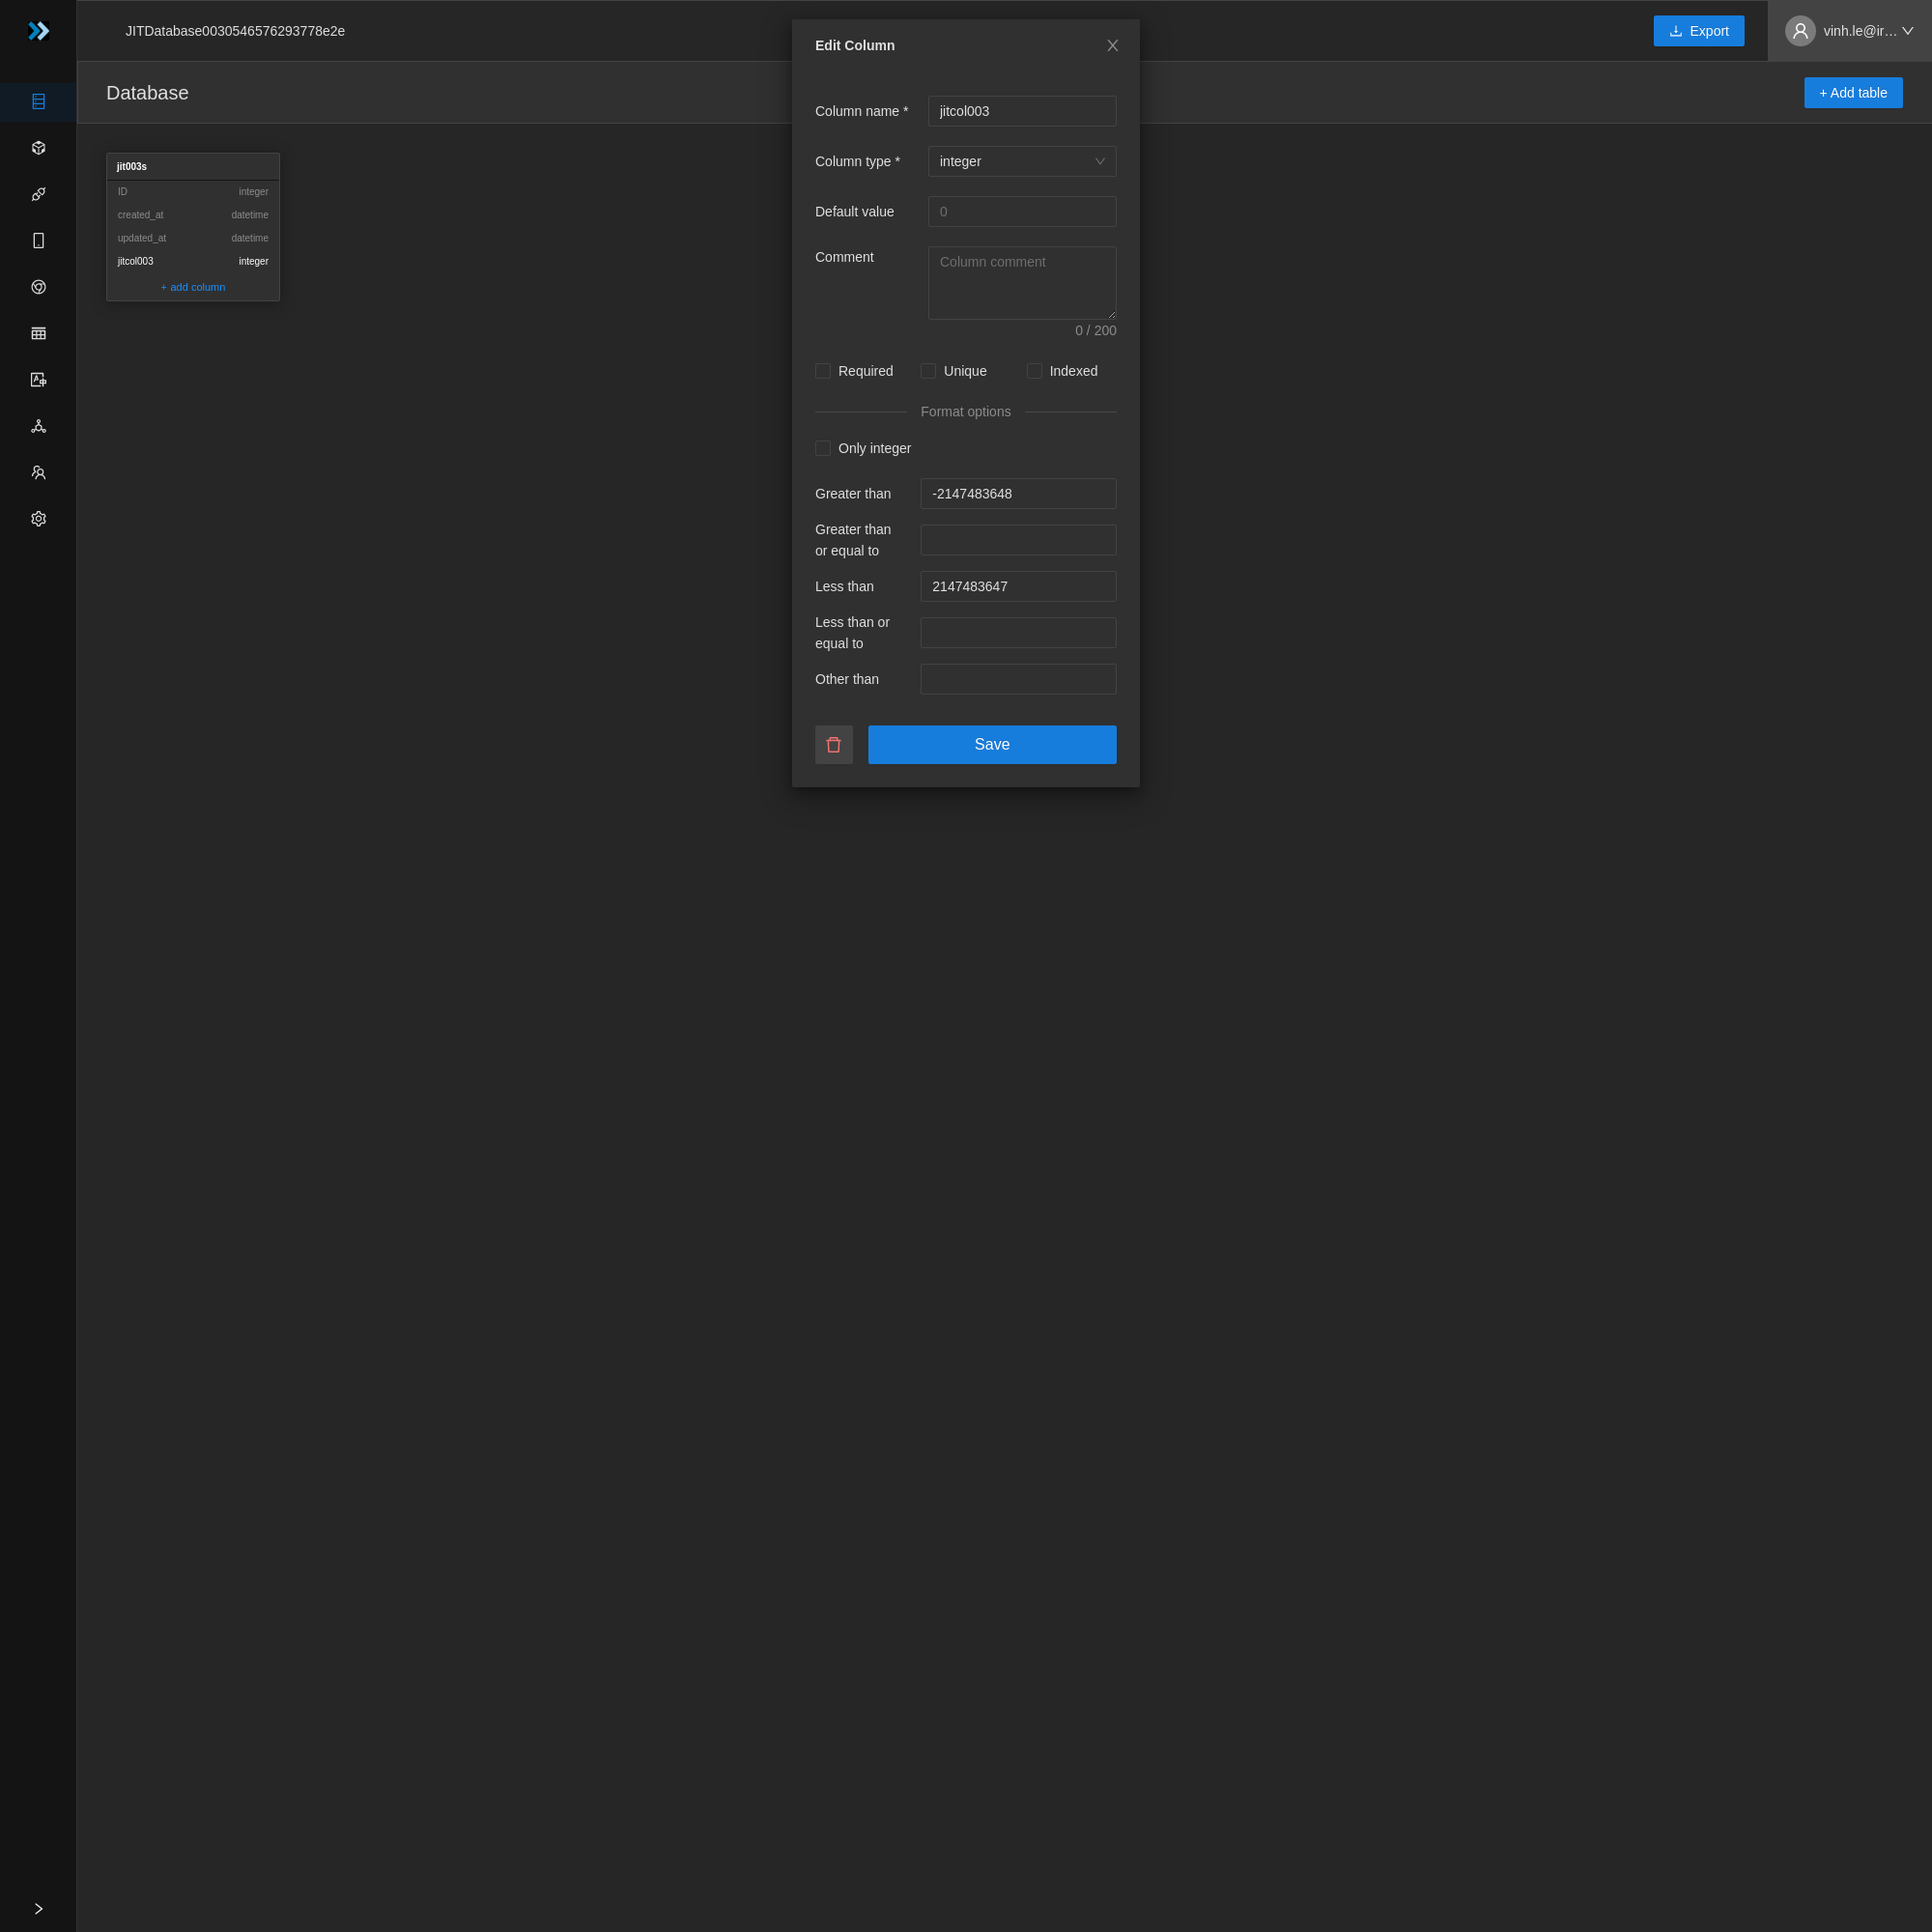 JITDatabase0030546576293778e2e
Export
vinh.le@ir…
Database
+ Add table
jit003s
ID integer
created_at datetime
updated_at datetime
jitcol003 integer
+ add column
Edit Column
Column name * jitcol003
Column type * integer
Default value 0
Comment Column comment
0 / 200
Required Unique Indexed
Format options
Only integer
Greater than -2147483648
Greater than
or equal to
Less than 2147483647
Less than or
equal to
Other than
Save